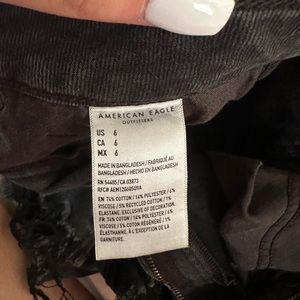 AMERICAN EAGLE
OUTFITTERS
US 6
CA 6
MX 6
MADE IN BANGLADESH / FABRIQUÉ AU
BANGLADESH / HECHO EN BANGLADESH
RN 54485/CA 03873
RFC# AEM12060509A
EN 74% COTTON / POLYESTER 14% / 6%
VISCOSE / 5% RECYCLED COTTON / 1%
ELASTANE. EXCLUSIVE OF DECORATION.
FR 74% COTON / POLYESTER 14% / 6%
VISCOSE / 5% COTON RÉGÉNÉRÉ / 1%
ÉLASTHANNE. À L'EXCEPTION DE LA
GARNITURE.